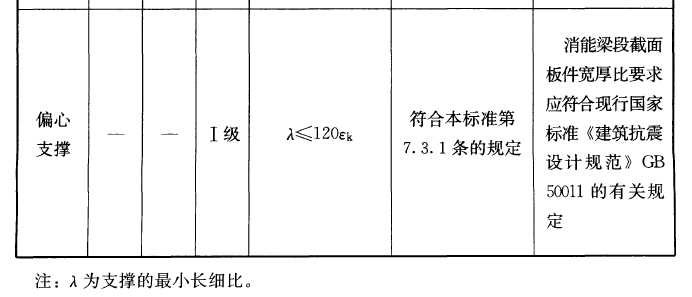 偏心
支撑
—
—
Ⅰ级
λ≤120εk
符合本标准第
7.3.1条的规定
消能梁段截面
板件宽厚比要求
应符合现行国家
标准《建筑抗震
设计规范》GB
50011的有关规
定
注：λ为支撑的最小长细比。